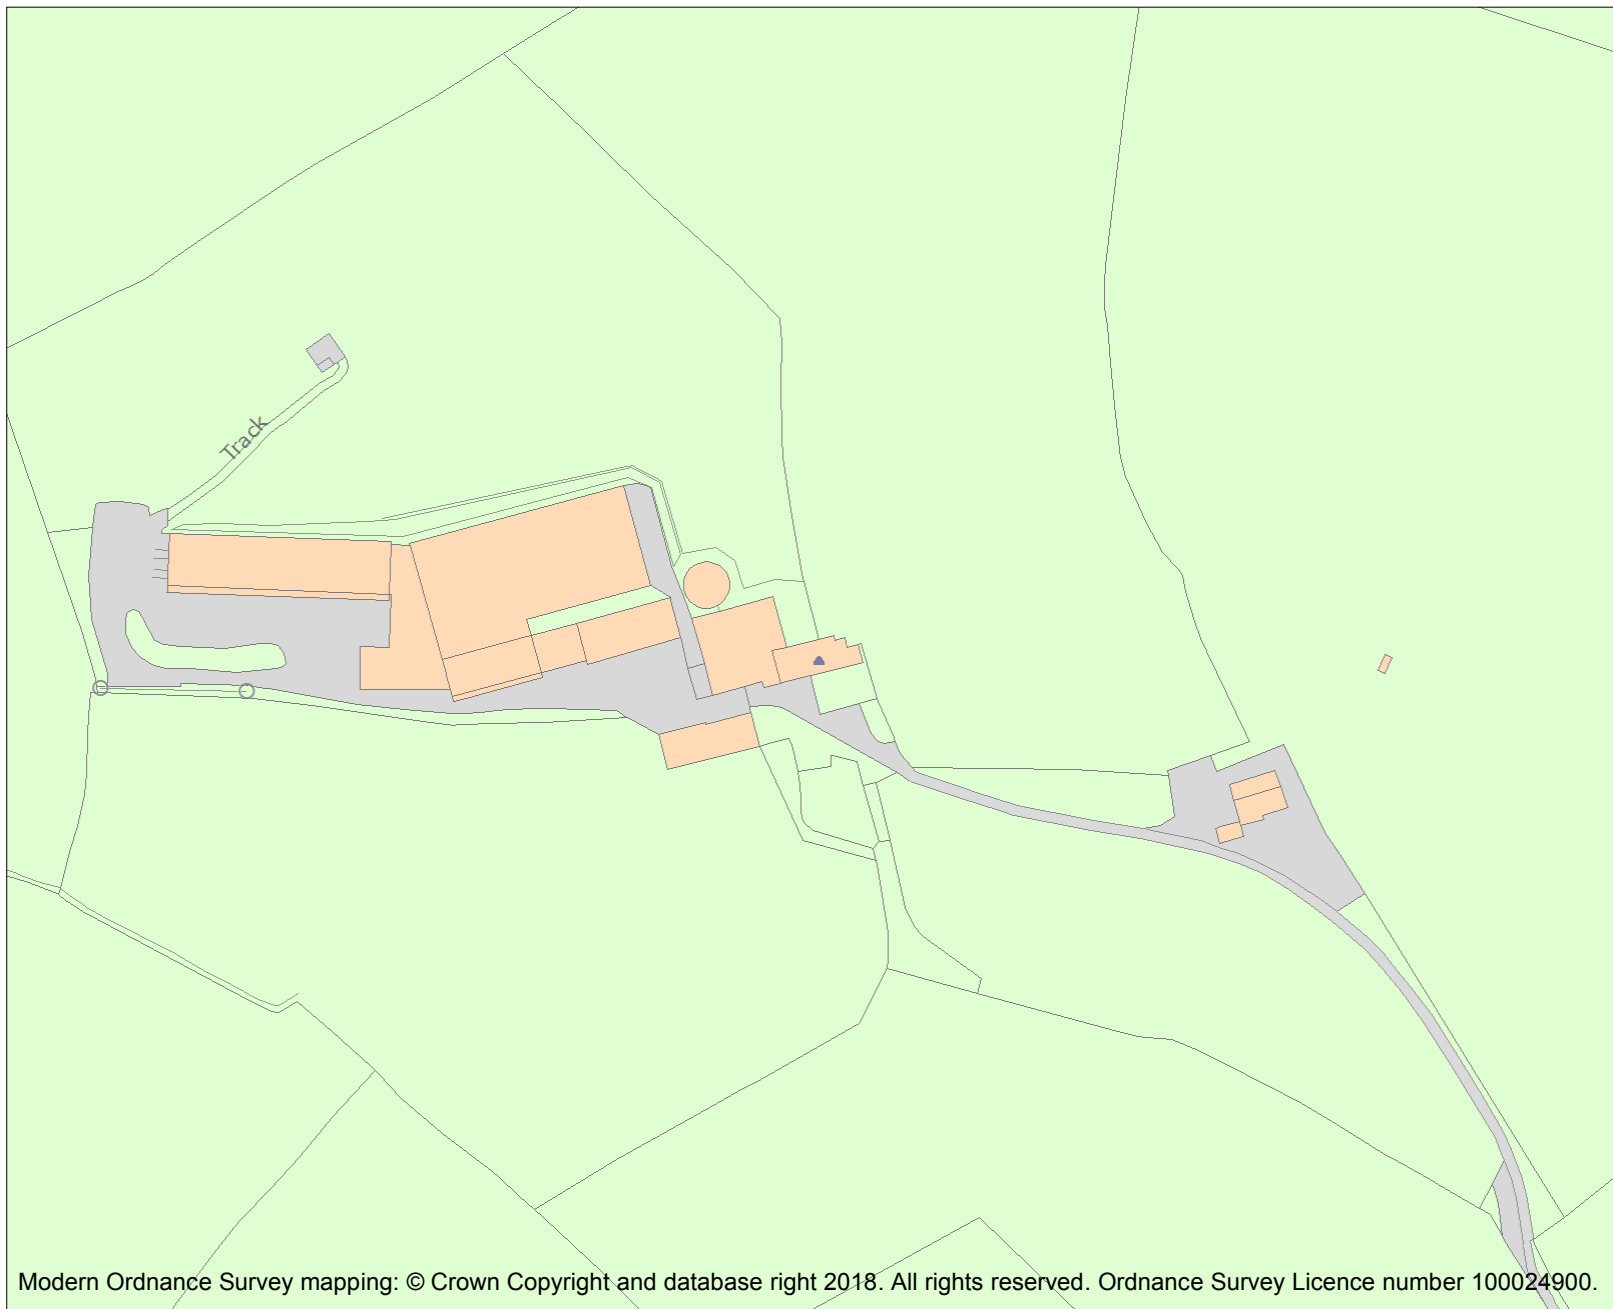 Track
Modern Ordnance Survey mapping: © Crown Copyright and database right 2018. All rights reserved. Ordnance Survey Licence number 100024900.